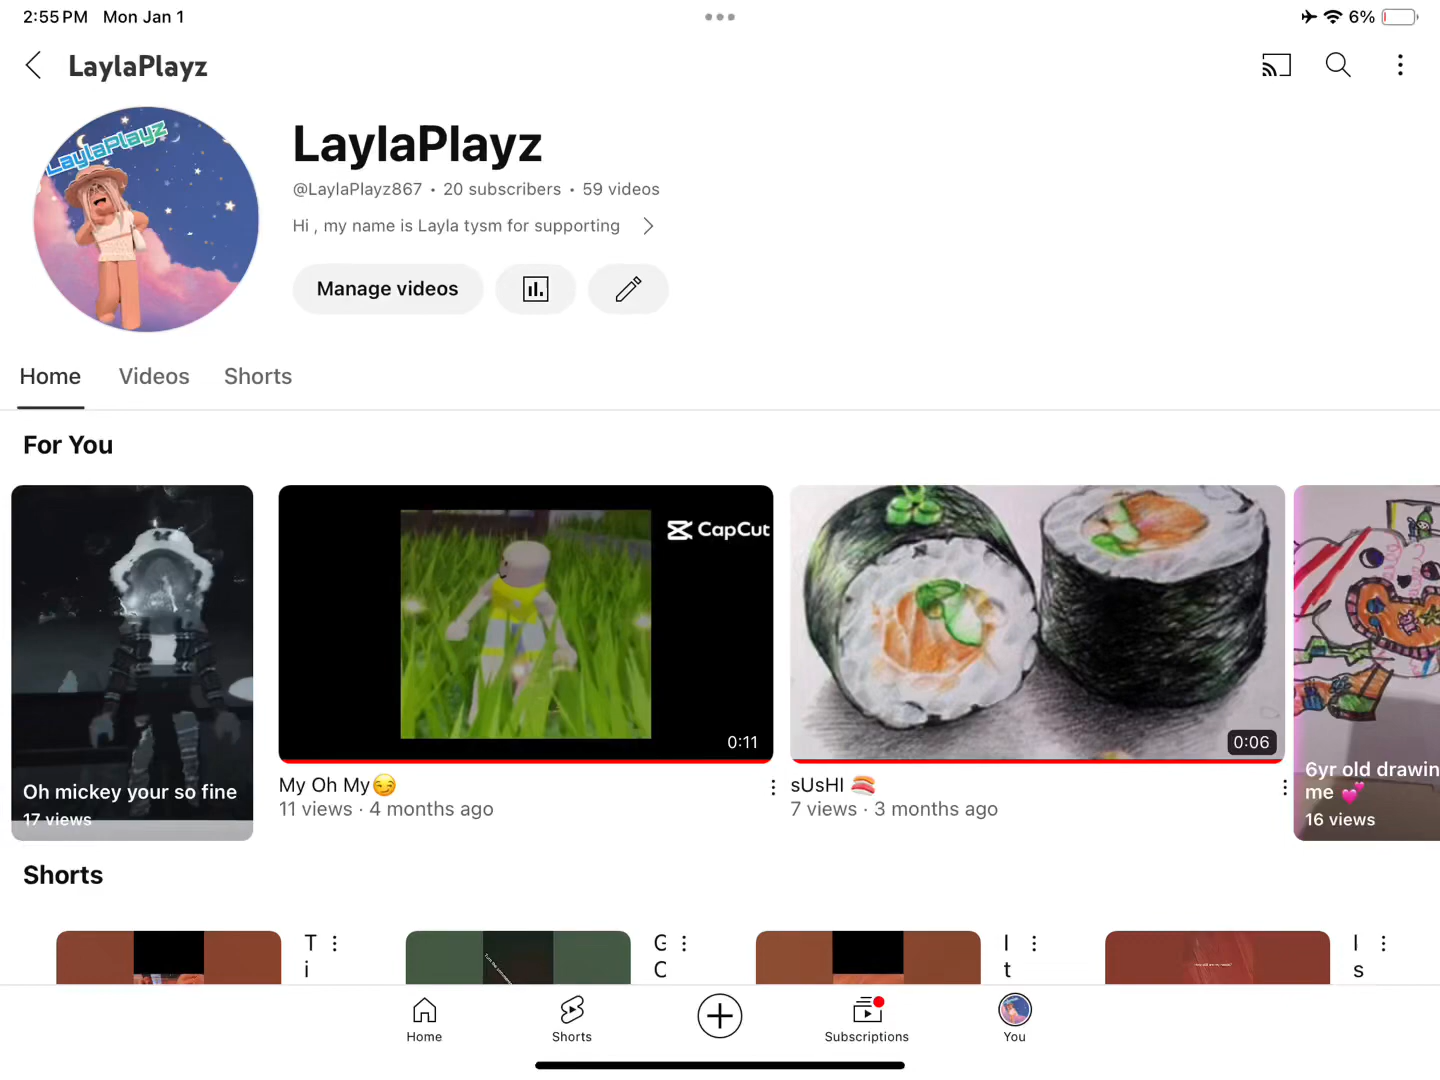 2:55 PM Mon Jan 1
6%
LaylaPlayz
LaylaPlayz
LaylaPlayz
@LaylaPlayz867 • 20 subscribers • 59 videos
Hi , my name is Layla tysm for supporting
Manage videos
Home Videos Shorts
For You
CapCut
0:11
0:06
Oh mickey your so fine
17 views
My Oh My😏
11 views · 4 months ago
sUsHI 🍣
7 views · 3 months ago
6yr old drawin
me 💕
16 views
Shorts
T
i
G
C
I
t
I
s
Home
Shorts
Subscriptions
You